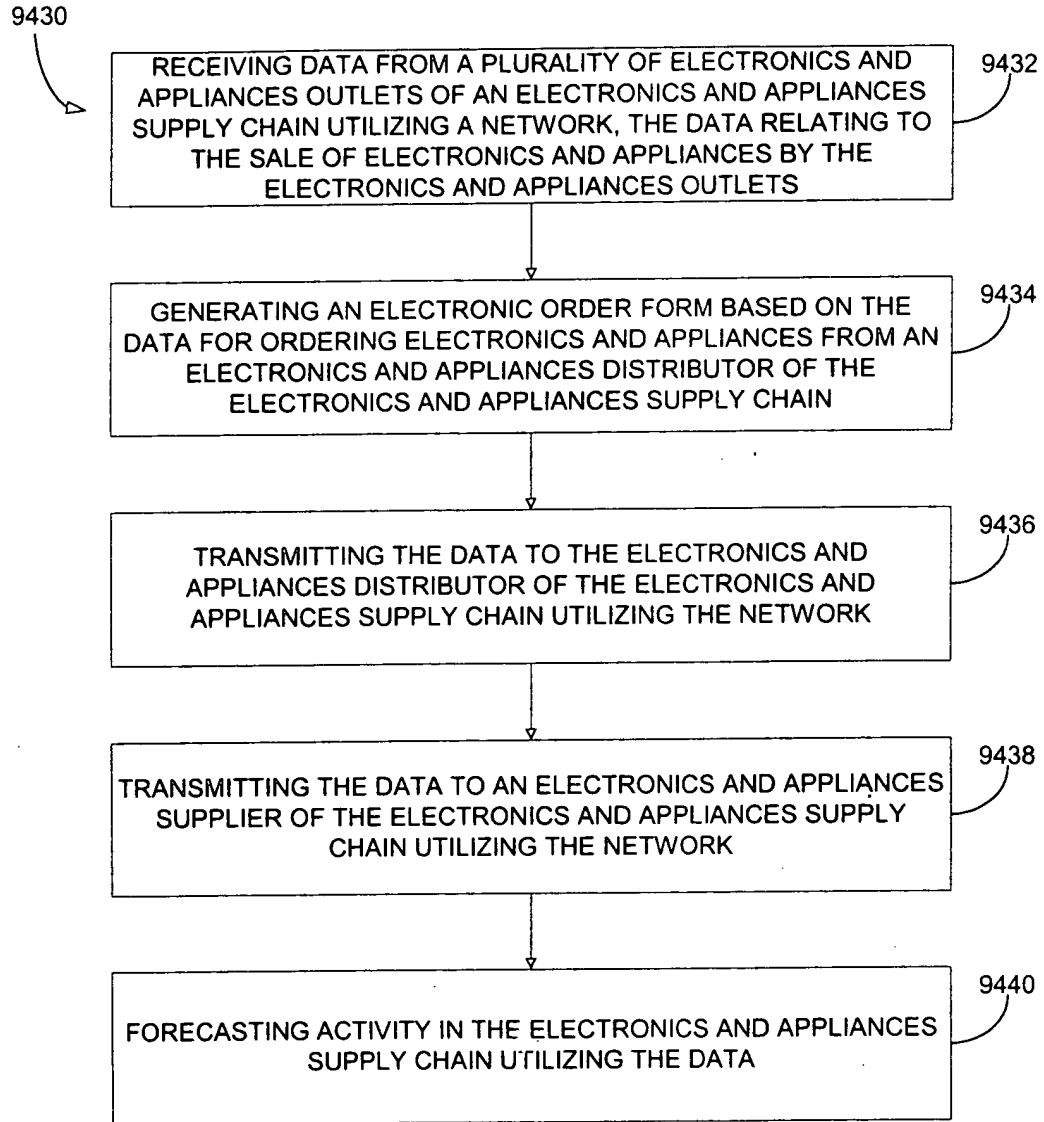 9430
RECEIVING DATA FROM A PLURALITY OF ELECTRONICS AND
APPLIANCES OUTLETS OF AN ELECTRONICS AND APPLIANCES
SUPPLY CHAIN UTILIZING A NETWORK, THE DATA RELATING TO
THE SALE OF ELECTRONICS AND APPLIANCES BY THE
ELECTRONICS AND APPLIANCES OUTLETS
9432
GENERATING AN ELECTRONIC ORDER FORM BASED ON THE
DATA FOR ORDERING ELECTRONICS AND APPLIANCES FROM AN
ELECTRONICS AND APPLIANCES DISTRIBUTOR OF THE
ELECTRONICS AND APPLIANCES SUPPLY CHAIN
9434
TRANSMITTING THE DATA TO THE ELECTRONICS AND
APPLIANCES DISTRIBUTOR OF THE ELECTRONICS AND
APPLIANCES SUPPLY CHAIN UTILIZING THE NETWORK
9436
TRANSMITTING THE DATA TO AN ELECTRONICS AND APPLIANCES
SUPPLIER OF THE ELECTRONICS AND APPLIANCES SUPPLY
CHAIN UTILIZING THE NETWORK
9438
FORECASTING ACTIVITY IN THE ELECTRONICS AND APPLIANCES
SUPPLY CHAIN UTILIZING THE DATA
9440